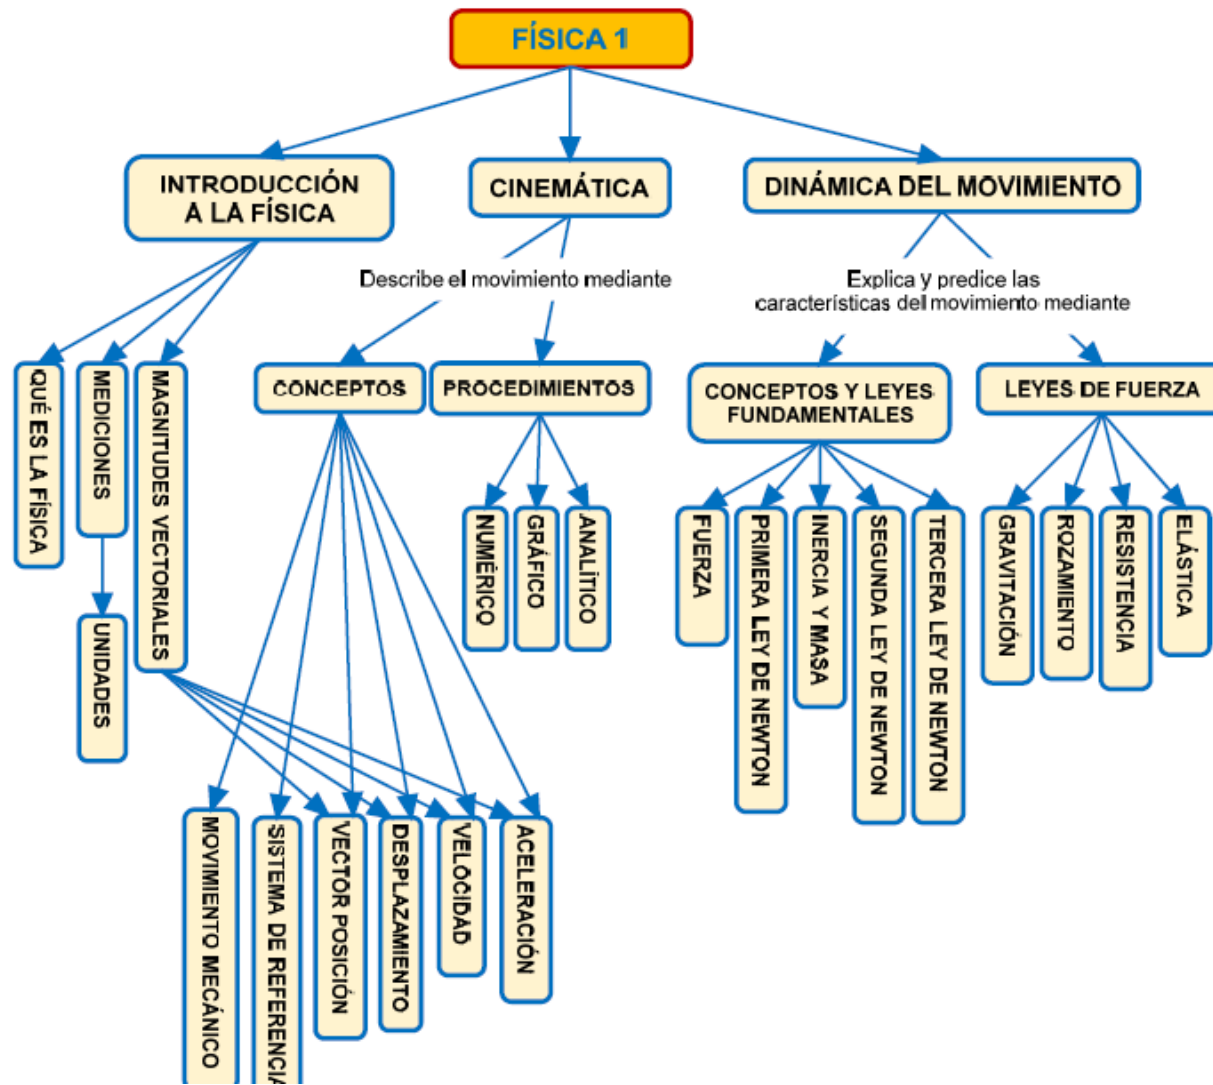 FÍSICA 1
INTRODUCCIÓN
A LA FÍSICA
CINEMÁTICA
DINÁMICA DEL MOVIMIENTO
Describe el movimiento mediante
Explica y predice las
características del movimiento mediante
QUÉ ES LA FÍSICA
MEDICIONES
MAGNITUDES VECTORIALES
CONCEPTOS
PROCEDIMIENTOS
CONCEPTOS Y LEYES
FUNDAMENTALES
LEYES DE FUERZA
UNIDADES
NUMÉRICO
GRÁFICO
ANALÍTICO
FUERZA
PRIMERA LEY DE NEWTON
INERCIA Y MASA
SEGUNDA LEY DE NEWTON
TERCERA LEY DE NEWTON
GRAVITACIÓN
ROZAMIENTO
RESISTENCIA
ELÁSTICA
MOVIMIENTO MECÁNICO
SISTEMA DE REFERENCIA
VECTOR POSICIÓN
DESPLAZAMIENTO
VELOCIDAD
ACELERACIÓN